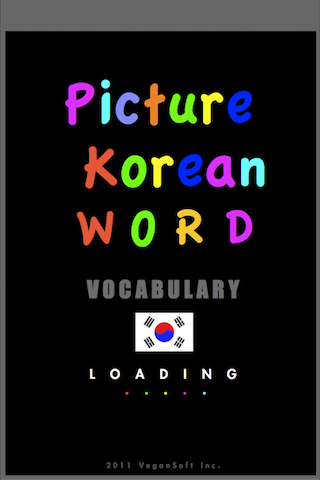 Picture
Korean
WORD
VOCABULARY
LOADING
2011 VeganSoft Inc.